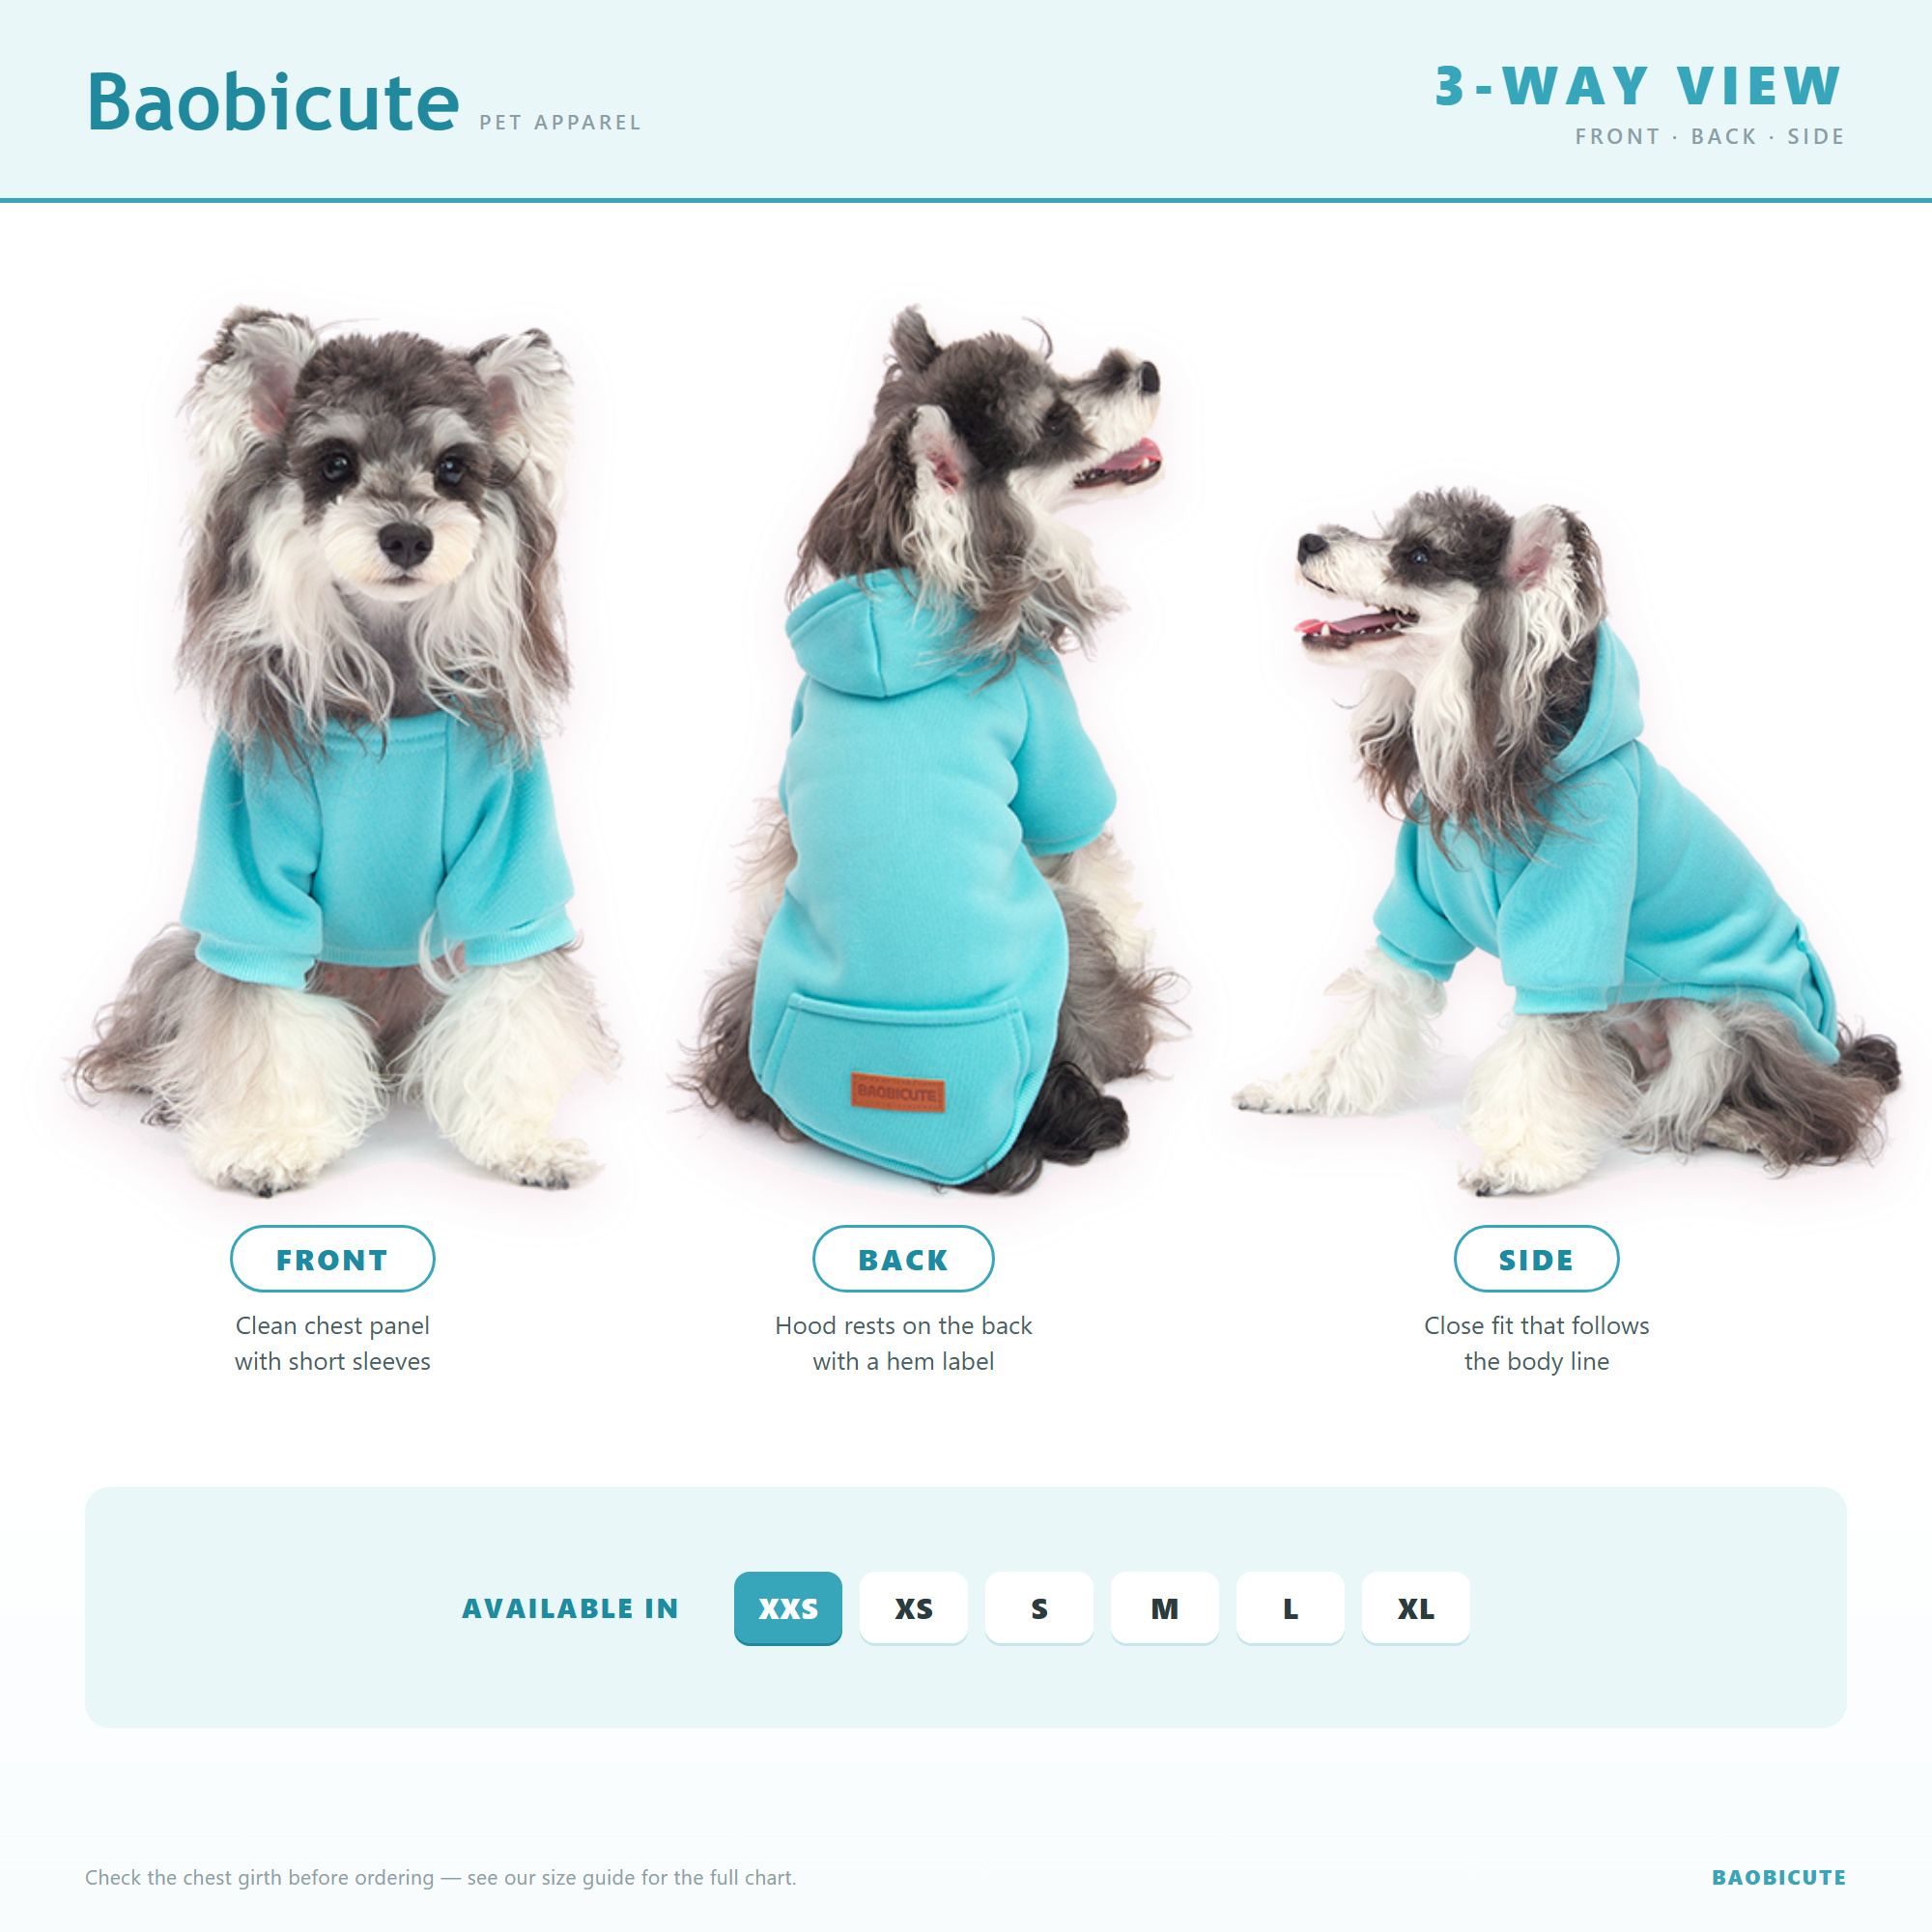 Baobicute PET APPAREL
3-WAY VIEW
FRONT · BACK · SIDE
BAOBICUTE
FRONT
Clean chest panel
with short sleeves
BACK
Hood rests on the back
with a hem label
SIDE
Close fit that follows
the body line
AVAILABLE IN XXS XS S M L XL
Check the chest girth before ordering — see our size guide for the full chart.
BAOBICUTE